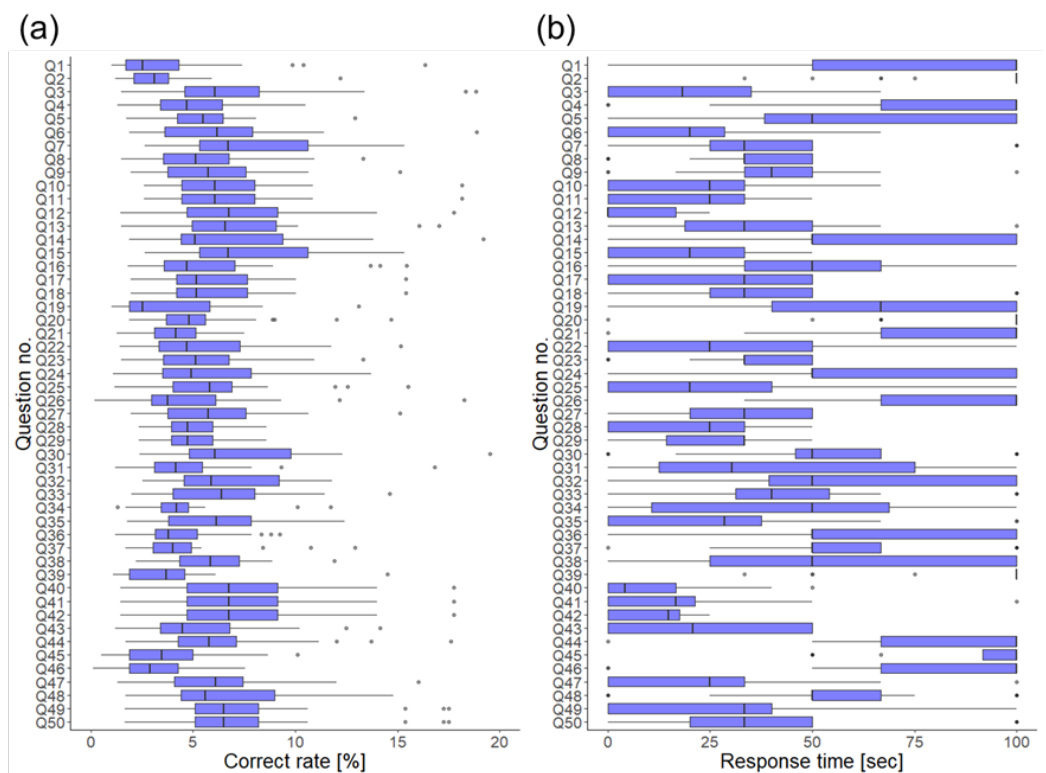 (a)
(b)
Question no.
Q1
Q2
Q3
Q4
Q5
Q6
Q7
Q8
Q9
Q10
Q11
Q12
Q13
Q14
Q15
Q16
Q17
Q18
Q19
Q20
Q21
Q22
Q23
Q24
Q25
Q26
Q27
Q28
Q29
Q30
Q31
Q32
Q33
Q34
Q35
Q36
Q37
Q38
Q39
Q40
Q41
Q42
Q43
Q44
Q45
Q46
Q47
Q48
Q49
Q50
0 5 10 15 20
Correct rate [%]
Question no.
Q1
Q2
Q3
Q4
Q5
Q6
Q7
Q8
Q9
Q10
Q11
Q12
Q13
Q14
Q15
Q16
Q17
Q18
Q19
Q20
Q21
Q22
Q23
Q24
Q25
Q26
Q27
Q28
Q29
Q30
Q31
Q32
Q33
Q34
Q35
Q36
Q37
Q38
Q39
Q40
Q41
Q42
Q43
Q44
Q45
Q46
Q47
Q48
Q49
Q50
0 25 50 75 100
Response time [sec]